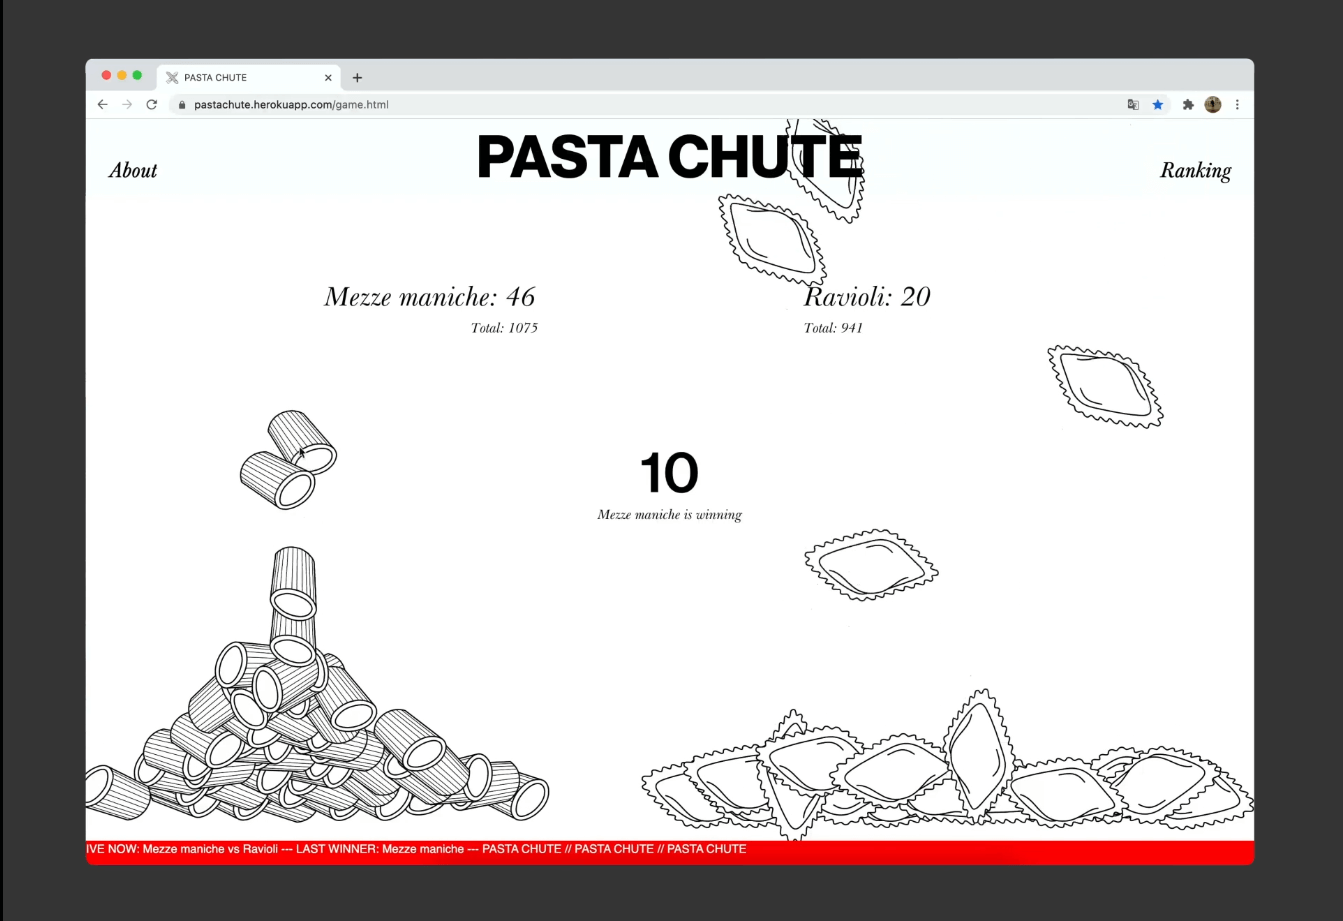 PASTA CHUTE
pastachute.herokuapp.com/game.html
About
PASTA CHUTE
Ranking
Mezze maniche: 46
Total: 1075
Ravioli: 20
Total: 941
10
Mezze maniche is winning
IVE NOW: Mezze maniche vs Ravioli --- LAST WINNER: Mezze maniche --- PASTA CHUTE // PASTA CHUTE // PASTA CHUTE